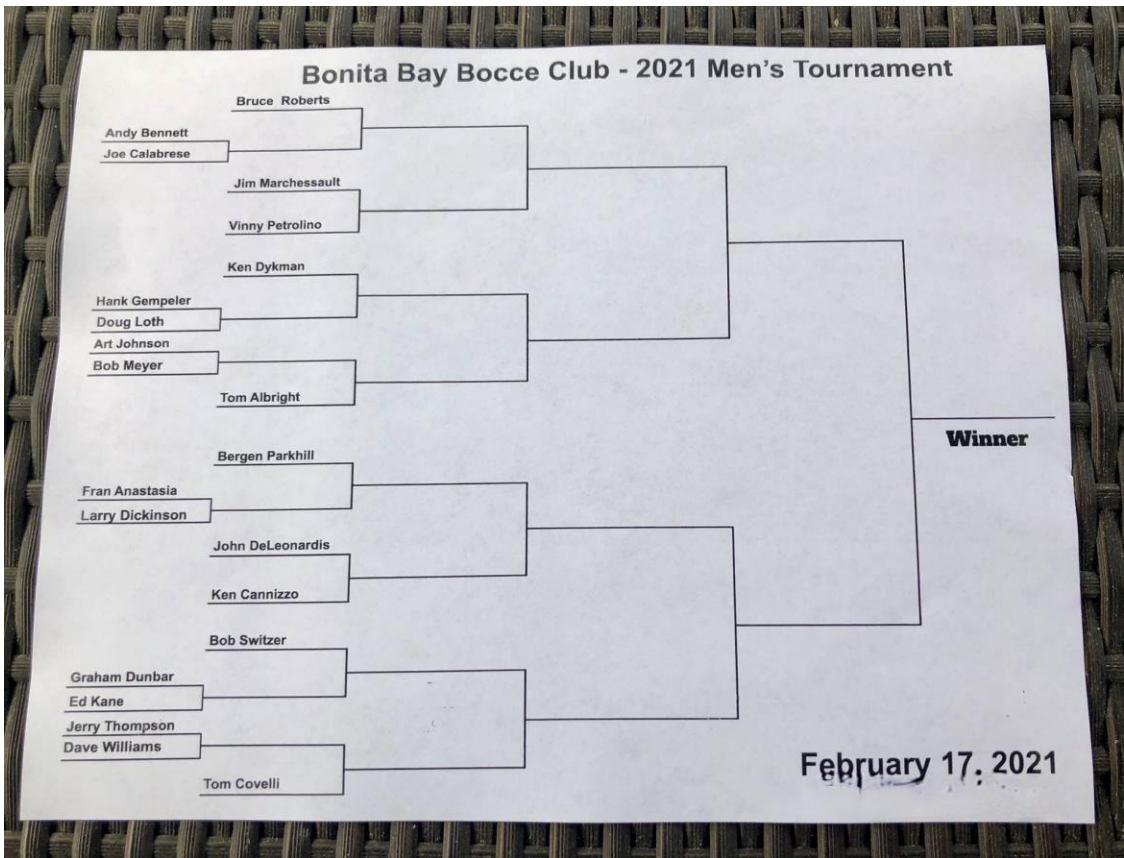 Bonita Bay Bocce Club - 2021 Men's Tournament
Bruce Roberts
Andy Bennett
Joe Calabrese
Jim Marchessault
Vinny Petrolino
Ken Dykman
Hank Gempeler
Doug Loth
Art Johnson
Bob Meyer
Tom Albright
Winner
Bergen Parkhill
Fran Anastasia
Larry Dickinson
John DeLeonardis
Ken Cannizzo
Bob Switzer
Graham Dunbar
Ed Kane
Jerry Thompson
Dave Williams
Tom Covelli
February 17, 2021